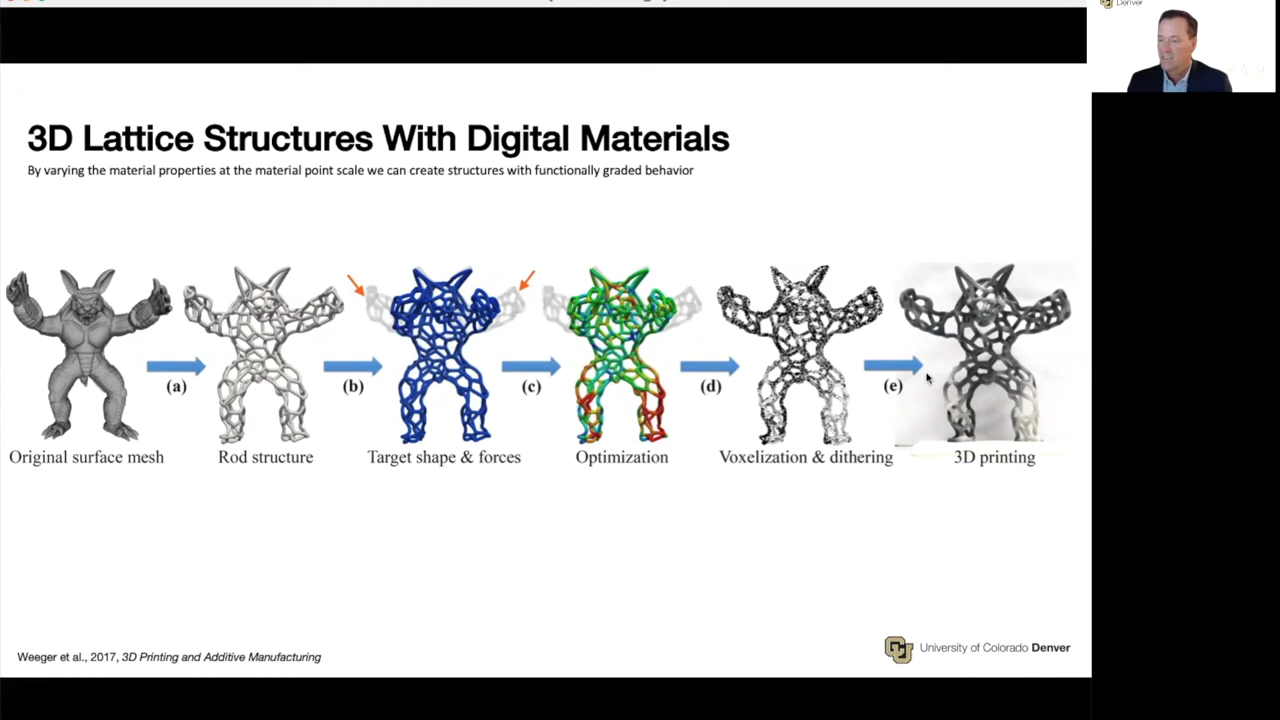 Denver
3D Lattice Structures With Digital Materials
By varying the material properties at the material point scale we can create structures with functionally graded behavior
(a)
(b)
(c)
(d)
(e)
Original surface mesh
Rod structure
Target shape & forces
Optimization
Voxelization & dithering
3D printing
Weeger et al., 2017, 3D Printing and Additive Manufacturing
University of Colorado Denver